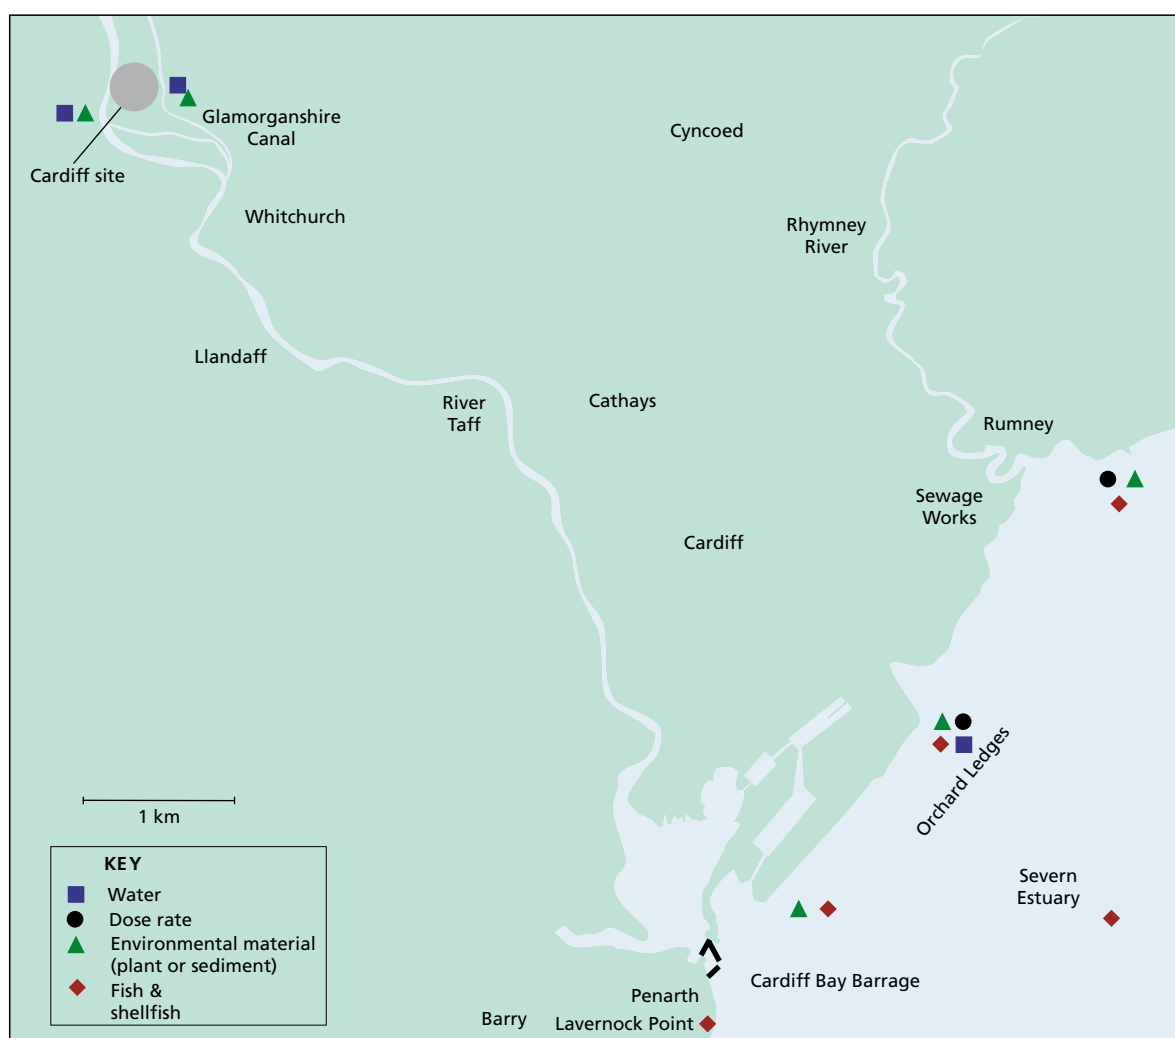 Glamorganshire
Canal
Cardiff site
Cyncoed
Whitchurch
Rhymney
River
Llandaff
River
Taff
Cathays
Rumney
Sewage
Works
Cardiff
Orchard Ledges
1 km
KEY
Water
Dose rate
Environmental material
(plant or sediment)
Fish &
shellfish
Severn
Estuary
Cardiff Bay Barrage
Penarth
Barry
Lavernock Point